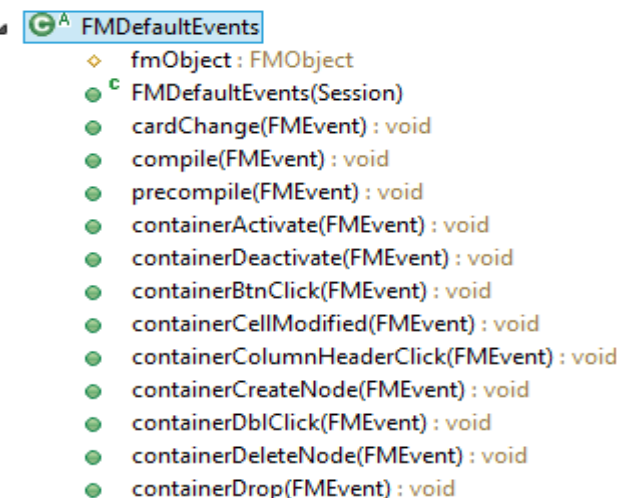 FMDefaultEvents
fmObject : FMObject
FMDefaultEvents(Session)
cardChange(FMEvent) : void
compile(FMEvent) : void
precompile(FMEvent) : void
containerActivate(FMEvent) : void
containerDeactivate(FMEvent) : void
containerBtnClick(FMEvent) : void
containerCellModified(FMEvent) : void
containerColumnHeaderClick(FMEvent) : void
containerCreateNode(FMEvent) : void
containerDblClick(FMEvent) : void
containerDeleteNode(FMEvent) : void
containerDrop(FMEvent) : void